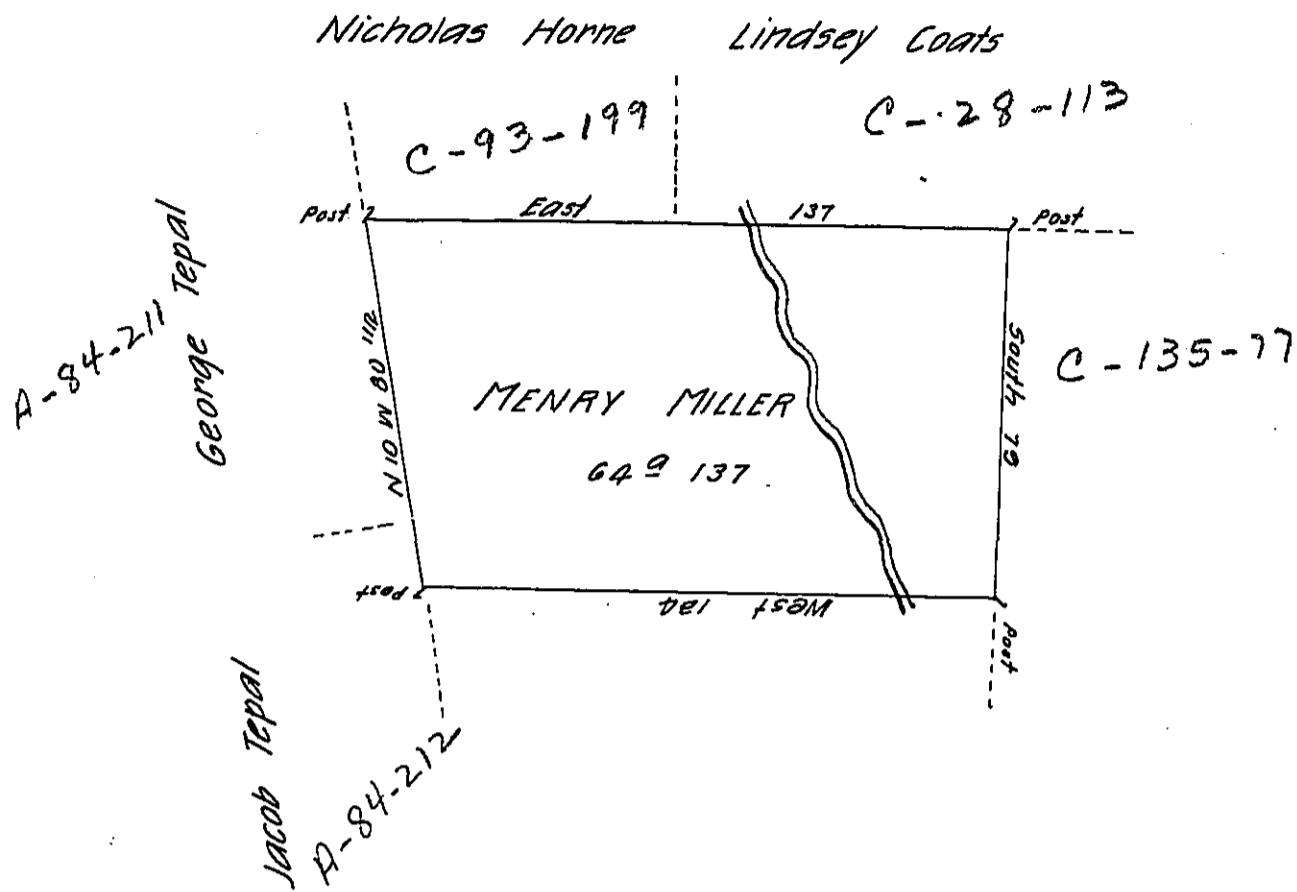 Nicholas Horne Lindsey Coats
C-93-199 C-28-113
Post East 137 Post
A-84-211 George Tepal
N 10 W 80
South 79
C-135-77
MENRY MILLER
64 a 137
Post West Post
Jacob Tepal
A-84-212